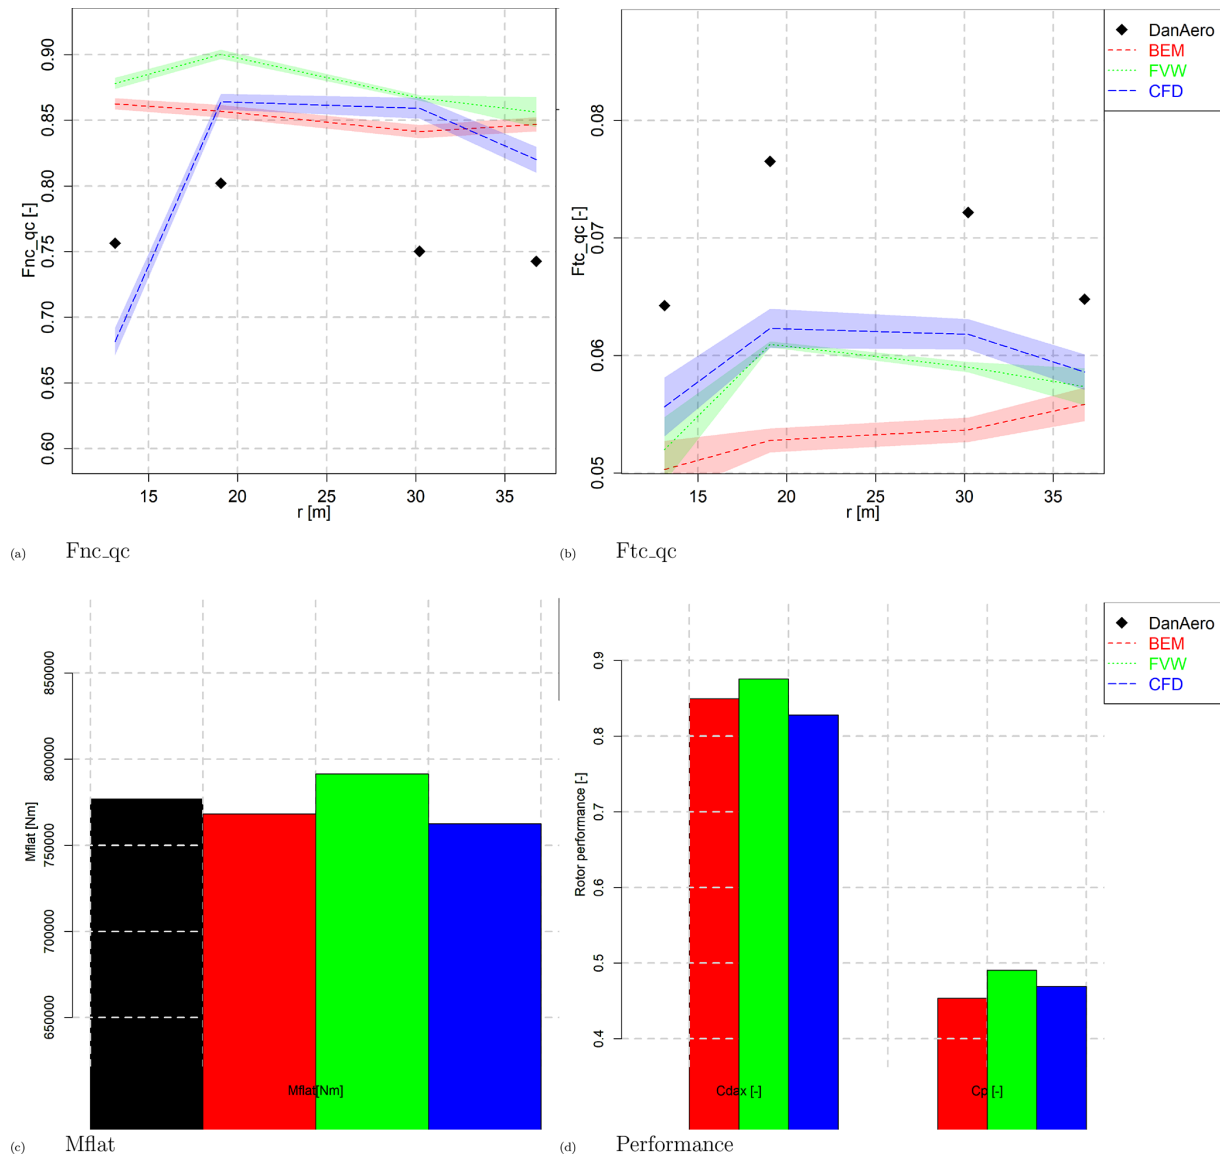 0.60 0.65 0.70 0.75 0.80 0.85 0.90
Fnc_qc [-]
15 20 25 30 35
r [m]
(a) Fnc_qc
0.05 0.06 0.07 0.08
Ftc_qc [-]
15 20 25 30 35
r [m]
(b) Ftc_qc
DanAero
BEM
FVW
CFD
650000 700000 750000 800000 850000
Mflat [Nm]
Mflat[Nm]
(c) Mflat
0.4 0.5 0.6 0.7 0.8 0.9
Rotor performance [-]
Cdax [-] Cp [-]
(d) Performance
DanAero
BEM
FVW
CFD